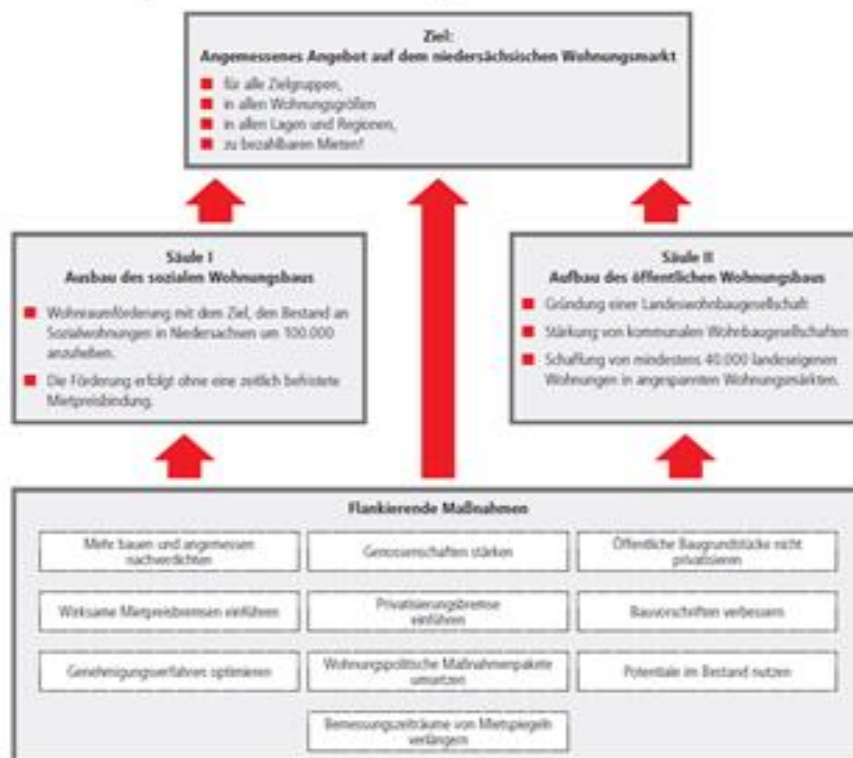 Ziel:
Angemessenes Angebot auf dem niedersächsischen Wohnungsmarkt
für alle Zielgruppen,
in allen Wohnungsgrößen
in allen Lagen und Regionen,
zu bezahlbaren Mieten!
Säule I
Ausbau des sozialen Wohnungsbaus
Wohnraumförderung mit dem Ziel, den Bestand an
Sozialwohnungen in Niedersachsen um 100.000
anzuheben.
Die Förderung erfolgt ohne eine zeitlich befristete
Mietpreisbindung.
Säule II
Aufbau des öffentlichen Wohnungsbaus
Gründung einer Landeswohnbaugesellschaft
Stärkung von kommunalen Wohnbaugesellschaften
Schaffung von mindestens 40.000 landeseigenen
Wohnungen in angespannten Wohnungsmärkten.
Flankierende Maßnahmen
Mehr bauen und angemessen
nachverdichten
Genossenschaften stärken
Öffentliche Baugrundstücke nicht
privatisieren
Wirksame Mietpreisbremsen einführen
Privatisierungsbremse
einführen
Bauvorschriften verbessern
Genehmigungsverfahren optimieren
Wohnungspolitische Maßnahmenpakete
umsetzen
Potentiale im Bestand nutzen
Bemessungszeiträume von Mietspiegeln
verlängern